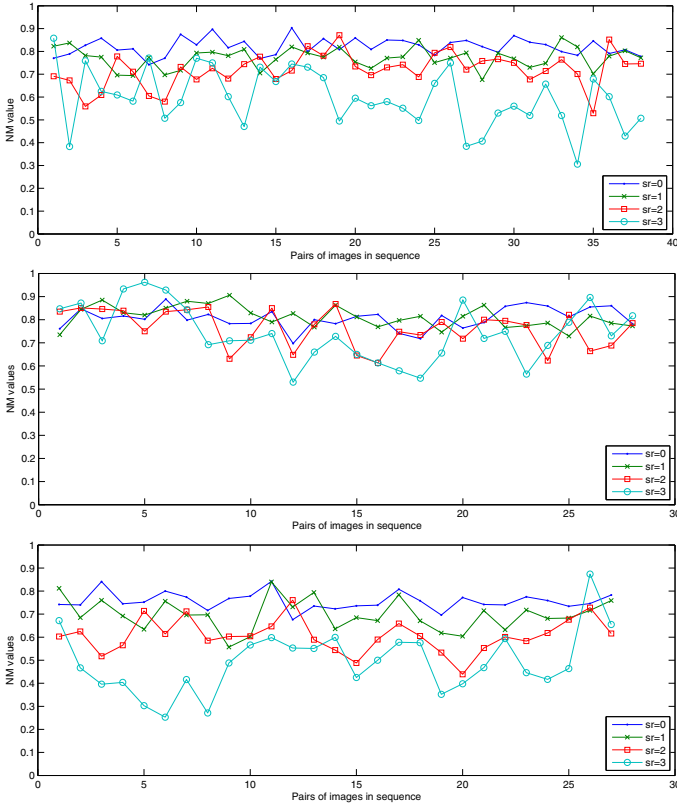 1
0.9
0.8
0.7
0.6
0.5
0.4
0.3
0.2
0.1
0
NM value
0 5 10 15 20 25 30 35 40
Pairs of images in sequence
sr=0
sr=1
sr=2
sr=3
1
0.9
0.8
0.7
0.6
0.5
0.4
0.3
0.2
0.1
0
NM values
0 5 10 15 20 25 30
Pairs of images in sequence
sr=0
sr=1
sr=2
sr=3
1
0.9
0.8
0.7
0.6
0.5
0.4
0.3
0.2
0.1
0
NM values
0 5 10 15 20 25 30
Pairs of images in sequence
sr=0
sr=1
sr=2
sr=3